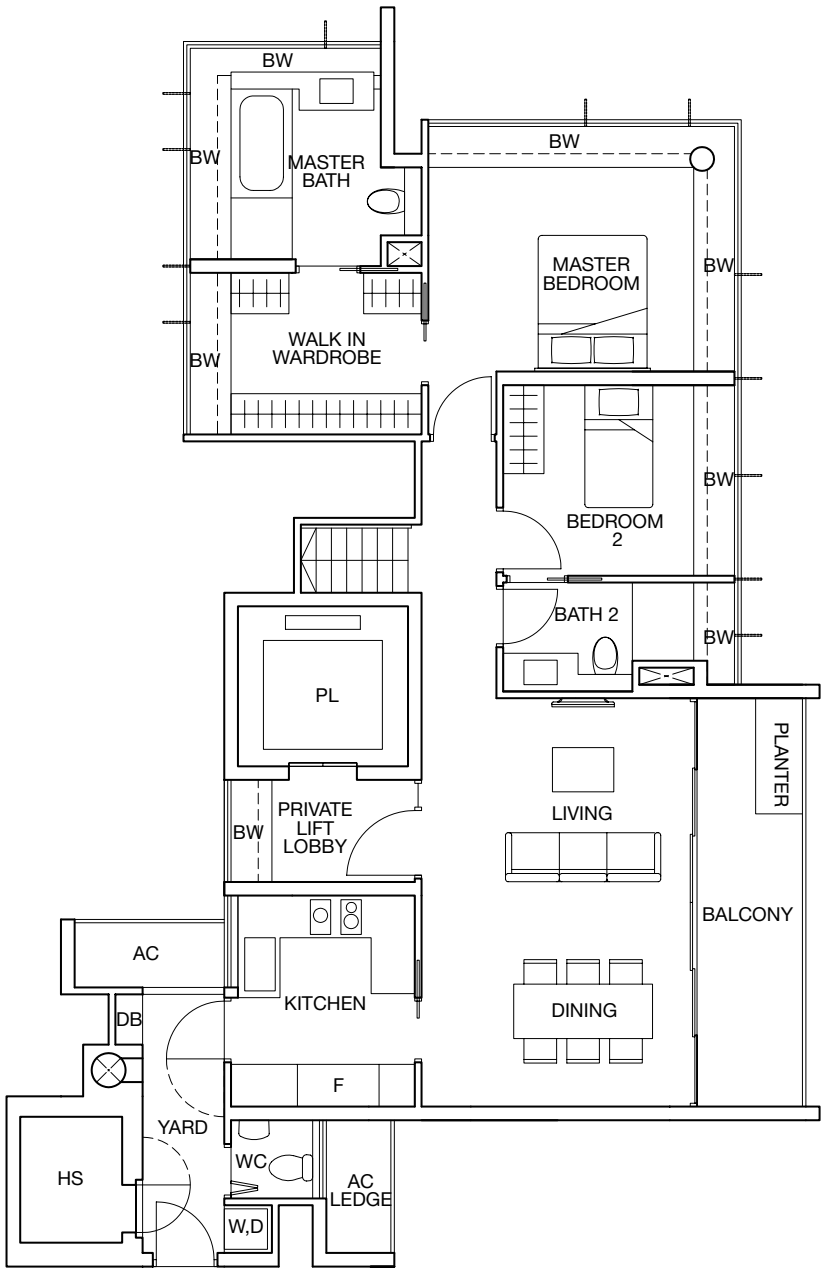 BW
BW
MASTER
BATH
BW
MASTER
BEDROOM
BW
WALK IN
WARDROBE
BW
BW
BEDROOM
2
BATH 2
BW
PL
PLANTER
PRIVATE
LIFT
LOBBY
BW
LIVING
BALCONY
AC
KITCHEN
DINING
DB
F
YARD
WC
HS
AC
LEDGE
W,D